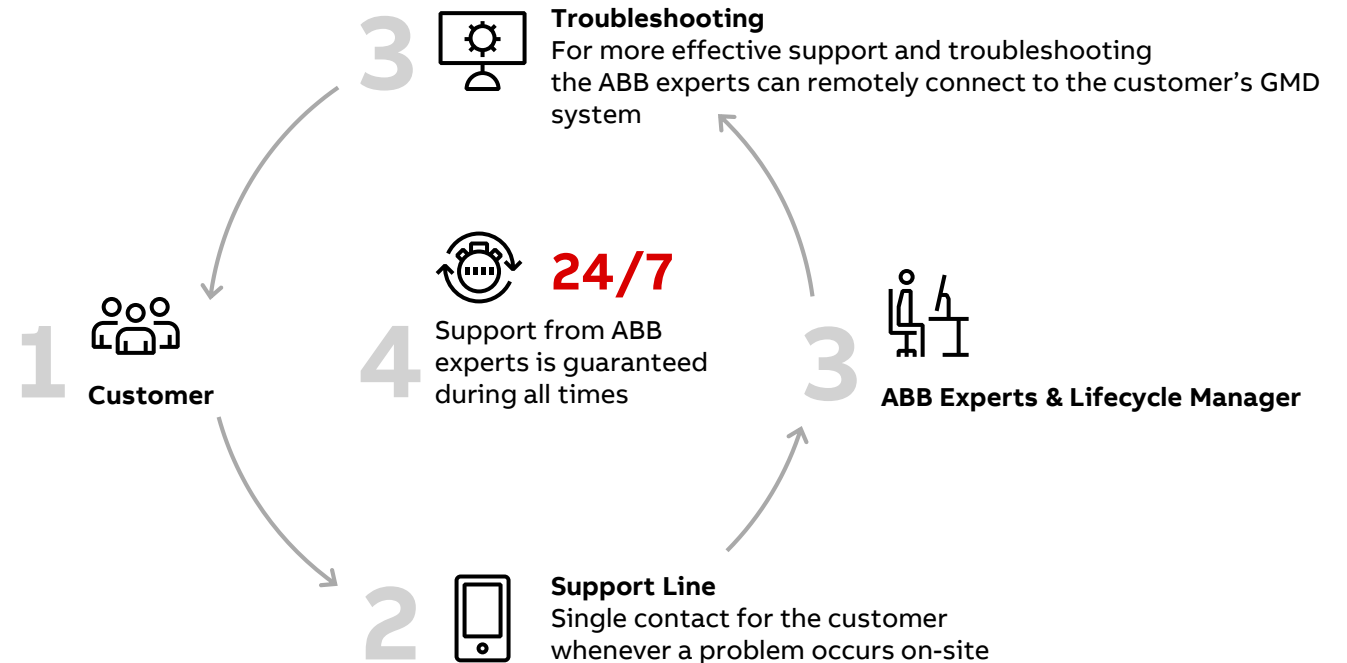 3
Troubleshooting
For more effective support and troubleshooting
the ABB experts can remotely connect to the customer’s GMD
system
1
Customer
4
24/7
Support from ABB
experts is guaranteed
during all times
3
ABB Experts & Lifecycle Manager
2
Support Line
Single contact for the customer
whenever a problem occurs on-site